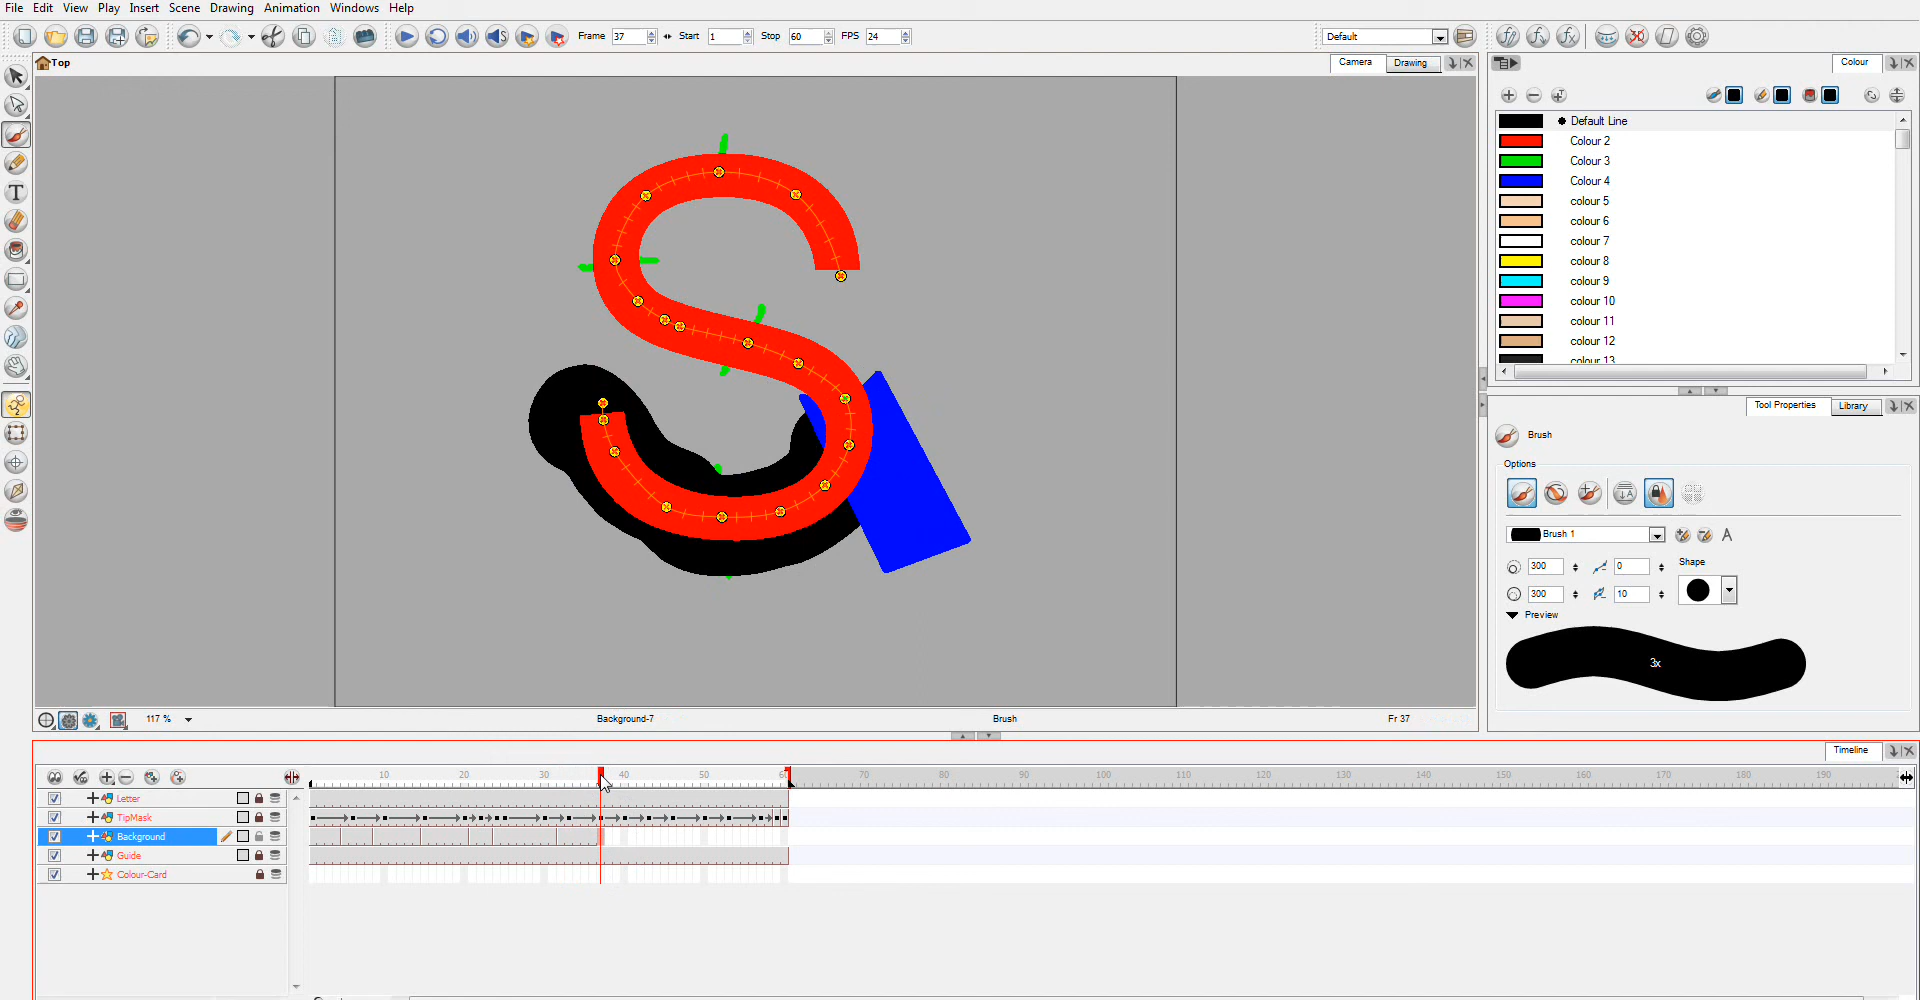 File Edit View Play Insert Scene Drawing Animation Windows Help
Frame 37 Start 1 Stop 60 FPS 24 Default
Top Camera Drawing Colour
Default Line
Colour 2
Colour 3
Colour 4
colour 5
colour 6
colour 7
colour 8
colour 9
colour 10
colour 11
colour 12
colour 13
Tool Properties Library
Brush
Options
Brush 1
300 0 Shape
300 10
Preview
3x
117 % Background-7 Brush Fr 37
Timeline
10 20 30 40 50 60 70 80 90 100 110 120 130 140 150 160 170 180 190
Letter
TipMask
Background
Guide
Colour-Card